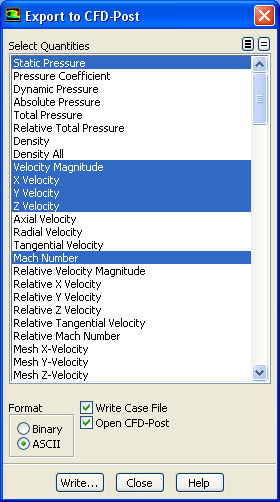 Export to CFD-Post
Select Quantities
Static Pressure
Pressure Coefficient
Dynamic Pressure
Absolute Pressure
Total Pressure
Relative Total Pressure
Density
Density All
Velocity Magnitude
X Velocity
Y Velocity
Z Velocity
Axial Velocity
Radial Velocity
Tangential Velocity
Mach Number
Relative Velocity Magnitude
Relative X Velocity
Relative Y Velocity
Relative Z Velocity
Relative Tangential Velocity
Relative Mach Number
Mesh X-Velocity
Mesh Y-Velocity
Mesh Z-Velocity
Format
Binary
ASCII
Write Case File
Open CFD-Post
Write...
Close
Help